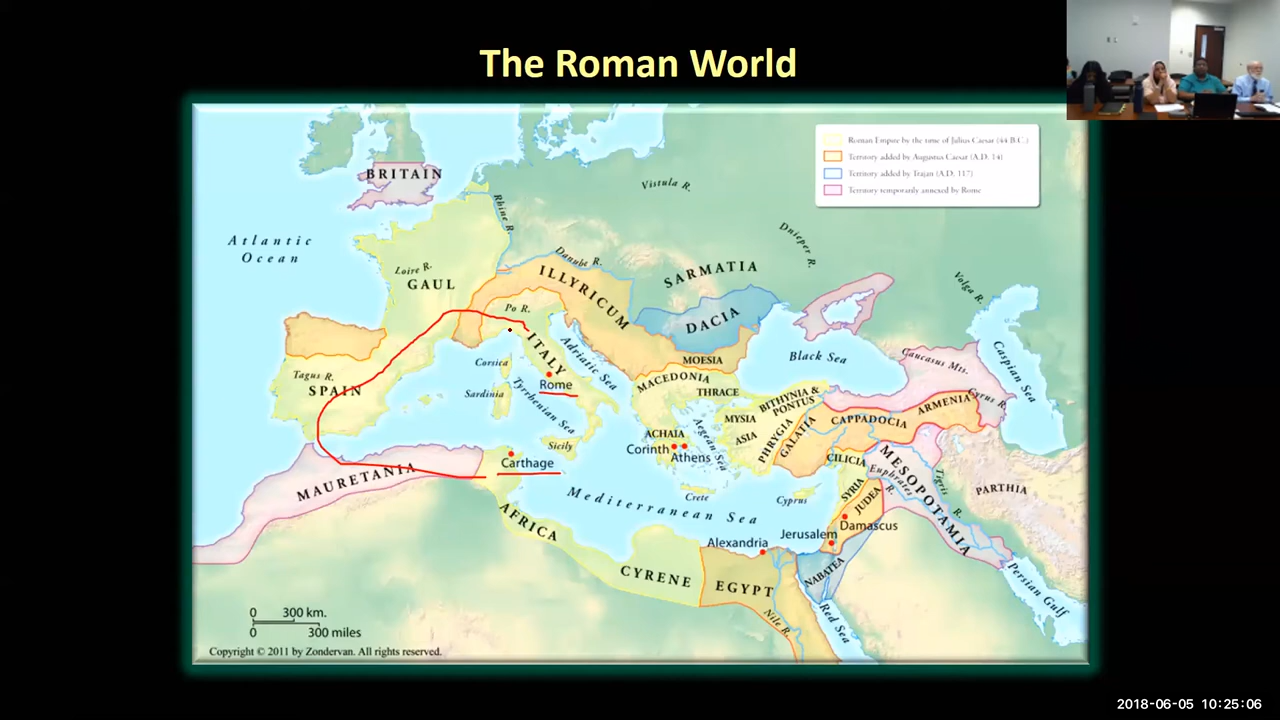 The Roman World
Roman Empire by the time of Julius Caesar (44 B.C.)
Territory added by Augustus Caesar (A.D. 14)
Territory added by Trajan (A.D. 117)
Territory temporarily annexed by Rome
BRITAIN
Vistula R.
Rhine R.
Dnieper R.
Atlantic
Ocean
Danube R.
SARMATIA
Loire R.
GAUL
ILLYRICUM
Volga R.
Po R.
DACIA
ITALY
Adriatic Sea
Black Sea
Caucasus Mts.
Caspian Sea
Corsica
MOESIA
Tagus R.
SPAIN
Rome
MACEDONIA
THRACE
BITHYNIA &
PONTUS
Cyrus R.
ARMENIA
Sardinia
Tyrrhenian Sea
MYSIA
ASIA
PHRYGIA
GALATIA
CAPPADOCIA
Sicily
ACHAIA
Aegean Sea
Corinth
Athens
CILICIA
MESOPOTAMIA
Carthage
MAURETANIA
Euphrates R.
Tigris R.
PARTHIA
SYRIA
JUDEA
Crete
Cyprus
Mediterranean Sea
AFRICA
Damascus
Alexandria
Jerusalem
CYRENE
EGYPT
NABATEA
Persian Gulf
Nile R.
Red Sea
0 300 km.
0 300 miles
Copyright © 2011 by Zondervan. All rights reserved.
2018-06-05 10:25:06